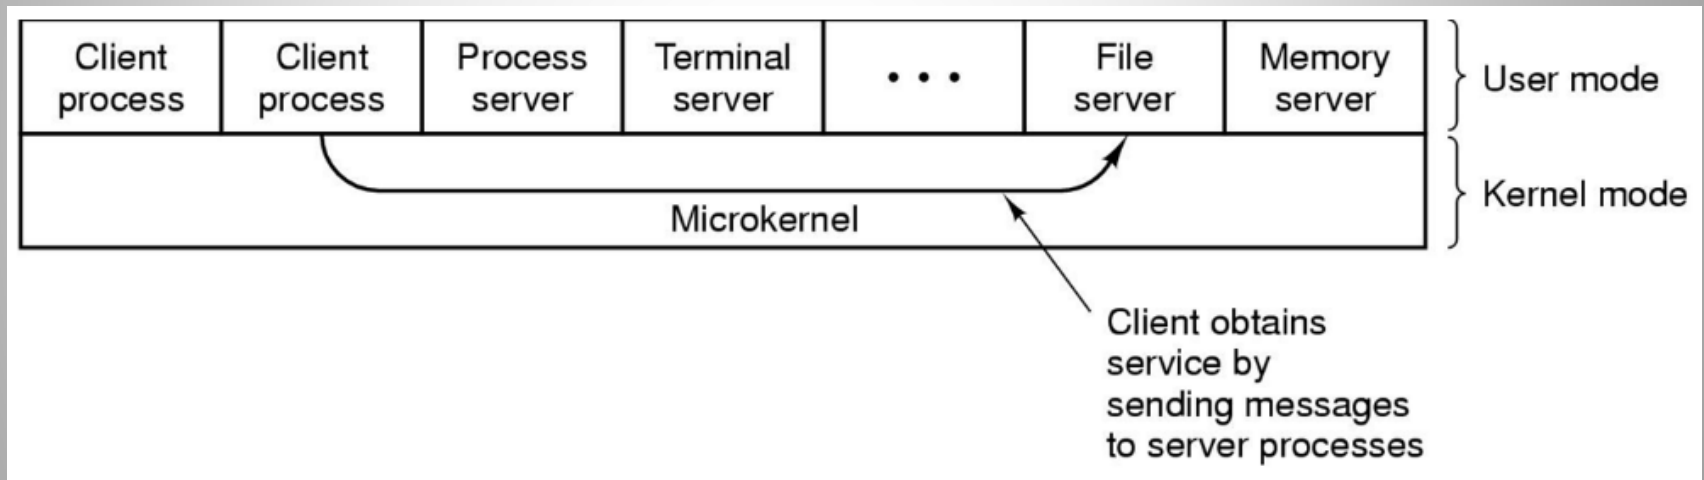 Client
process
Client
process
Process
server
Terminal
server
• • •
File
server
Memory
server
User mode
Microkernel
Kernel mode
Client obtains
service by
sending messages
to server processes